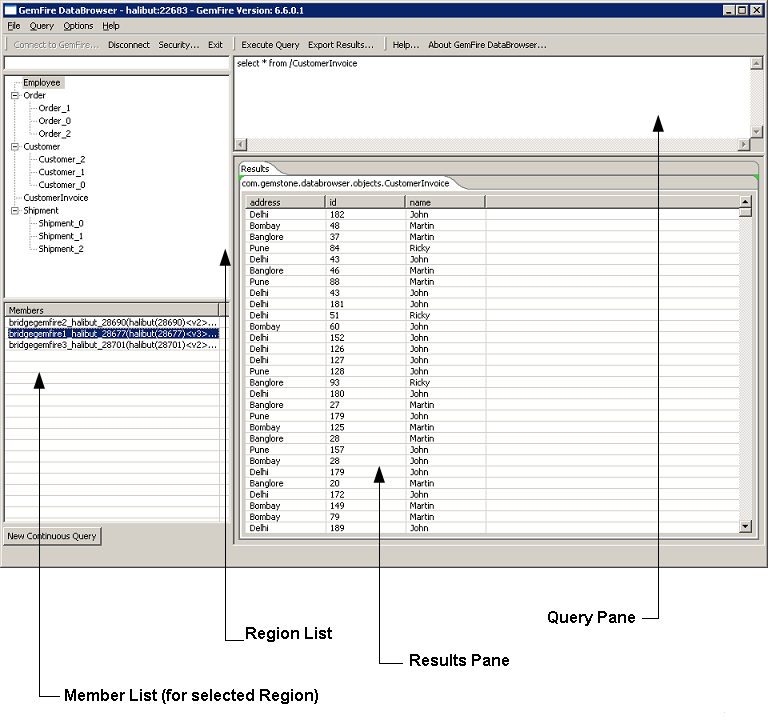 GemFire DataBrowser - halibut:22683 - GemFire Version: 6.6.0.1
File Query Options Help
Connect to GemFire... Disconnect Security... Exit Execute Query Export Results... Help... About GemFire DataBrowser...
select * from /CustomerInvoice
Employee
Order
Order_1
Order_0
Order_2
Customer
Customer_2
Customer_1
Customer_0
CustomerInvoice
Shipment
Shipment_0
Shipment_1
Shipment_2
Members
bridgegemfire2_halibut_28690(halibut(28690)<v2>...
bridgegemfire1_halibut_28677(halibut(28677)<v3>...
bridgegemfire3_halibut_28701(halibut(28701)<v2>...
New Continuous Query
Results
com.gemstone.databrowser.objects.CustomerInvoice
address id name
Delhi 182 John
Bombay 48 Martin
Banglore 37 Martin
Pune 84 Ricky
Delhi 43 John
Banglore 46 Martin
Pune 88 Martin
Delhi 43 John
Delhi 181 John
Delhi 51 Ricky
Bombay 60 John
Delhi 152 John
Delhi 126 John
Delhi 127 John
Pune 128 John
Banglore 93 Ricky
Delhi 180 John
Banglore 27 Martin
Pune 179 John
Bombay 125 Martin
Banglore 28 Martin
Pune 157 John
Bombay 28 John
Delhi 179 John
Banglore 20 Martin
Delhi 172 John
Bombay 149 Martin
Bombay 79 Martin
Delhi 189 John
Query Pane
Region List
Results Pane
Member List (for selected Region)